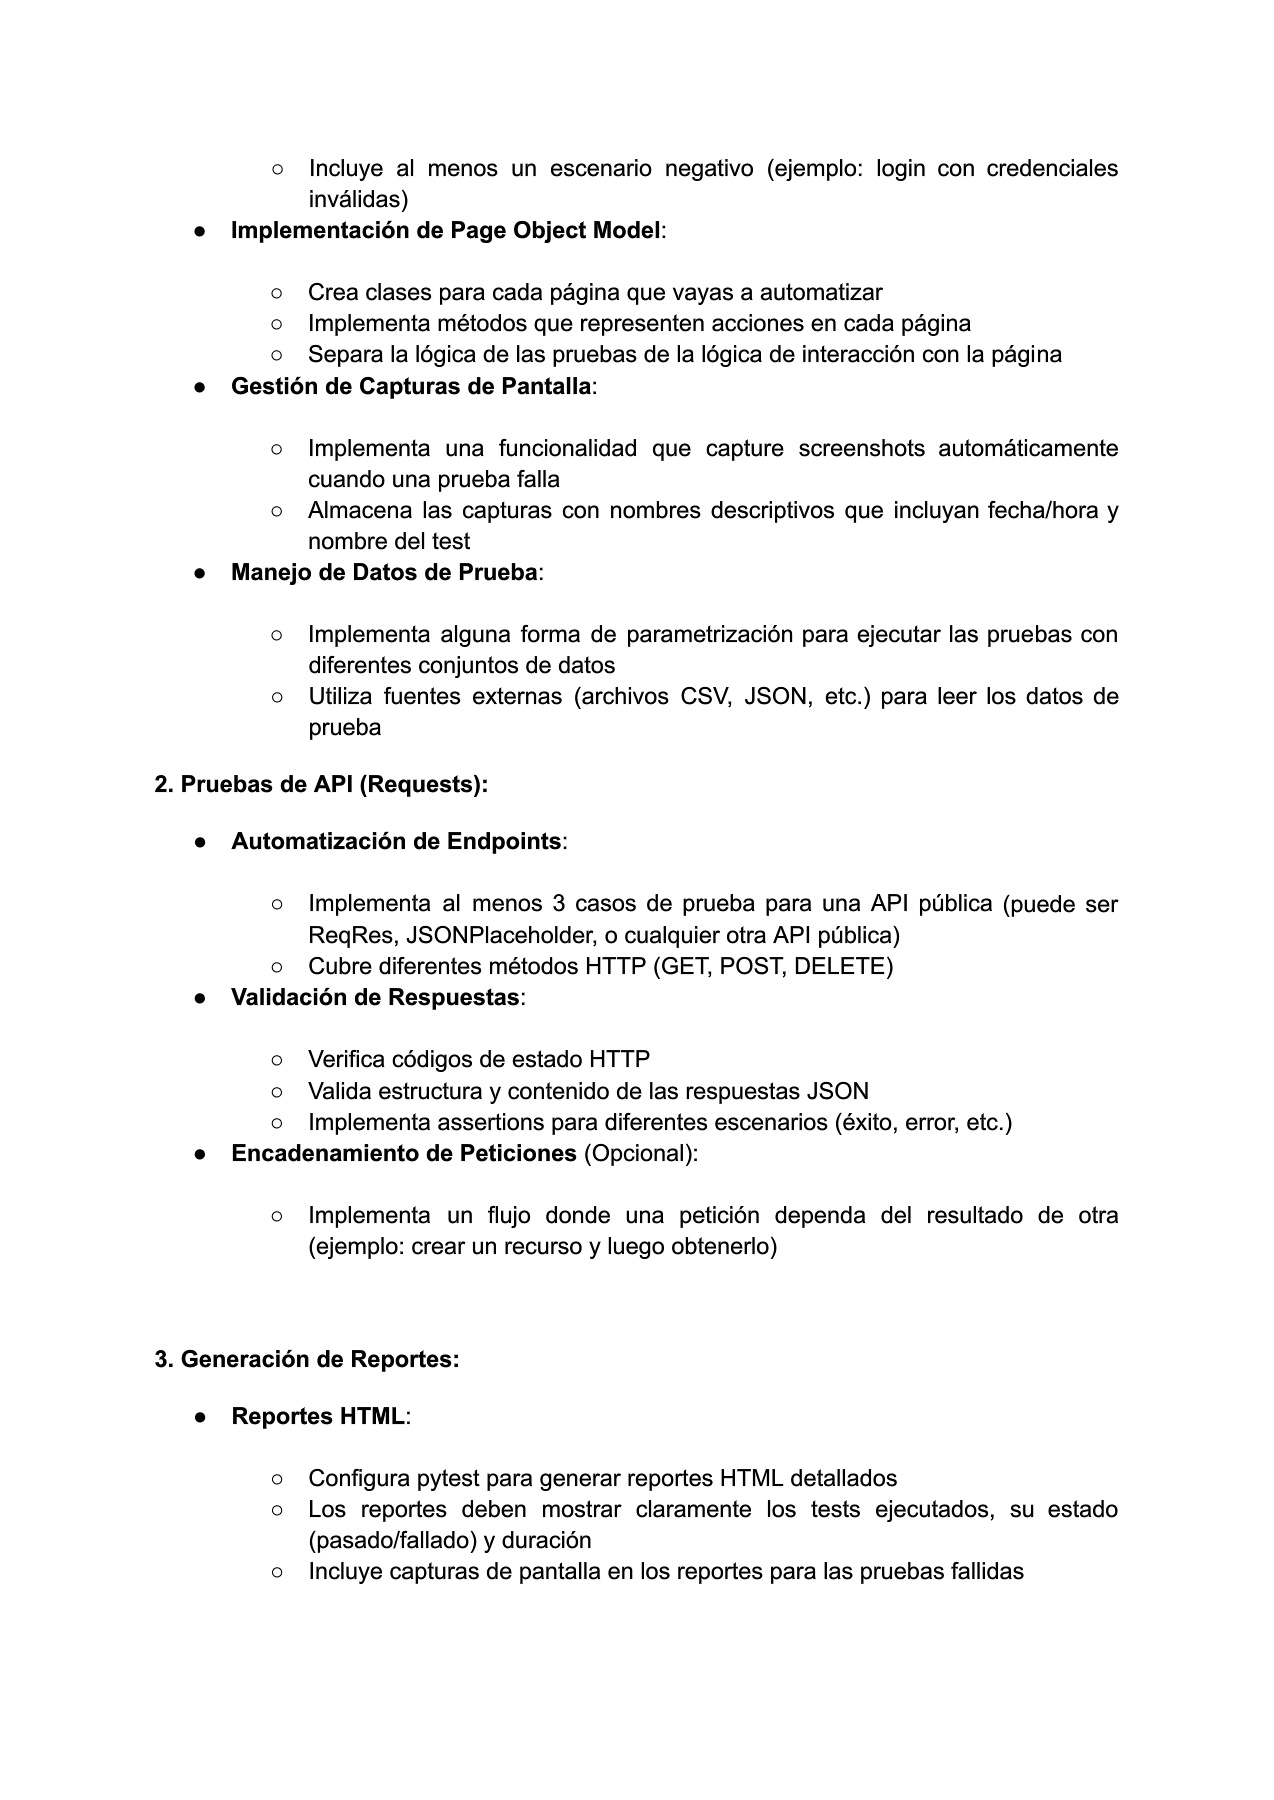 ○ Incluye al menos un escenario negativo (ejemplo: login con credenciales
inválidas)
● Implementación de Page Object Model:
○ Crea clases para cada página que vayas a automatizar
○ Implementa métodos que representen acciones en cada página
○ Separa la lógica de las pruebas de la lógica de interacción con la página
● Gestión de Capturas de Pantalla:
○ Implementa una funcionalidad que capture screenshots automáticamente
cuando una prueba falla
○ Almacena las capturas con nombres descriptivos que incluyan fecha/hora y
nombre del test
● Manejo de Datos de Prueba:
○ Implementa alguna forma de parametrización para ejecutar las pruebas con
diferentes conjuntos de datos
○ Utiliza fuentes externas (archivos CSV, JSON, etc.) para leer los datos de
prueba
2. Pruebas de API (Requests):
● Automatización de Endpoints:
○ Implementa al menos 3 casos de prueba para una API pública (puede ser
ReqRes, JSONPlaceholder, o cualquier otra API pública)
○ Cubre diferentes métodos HTTP (GET, POST, DELETE)
● Validación de Respuestas:
○ Verifica códigos de estado HTTP
○ Valida estructura y contenido de las respuestas JSON
○ Implementa assertions para diferentes escenarios (éxito, error, etc.)
● Encadenamiento de Peticiones (Opcional):
○ Implementa un flujo donde una petición dependa del resultado de otra
(ejemplo: crear un recurso y luego obtenerlo)
3. Generación de Reportes:
● Reportes HTML:
○ Configura pytest para generar reportes HTML detallados
○ Los reportes deben mostrar claramente los tests ejecutados, su estado
(pasado/fallado) y duración
○ Incluye capturas de pantalla en los reportes para las pruebas fallidas